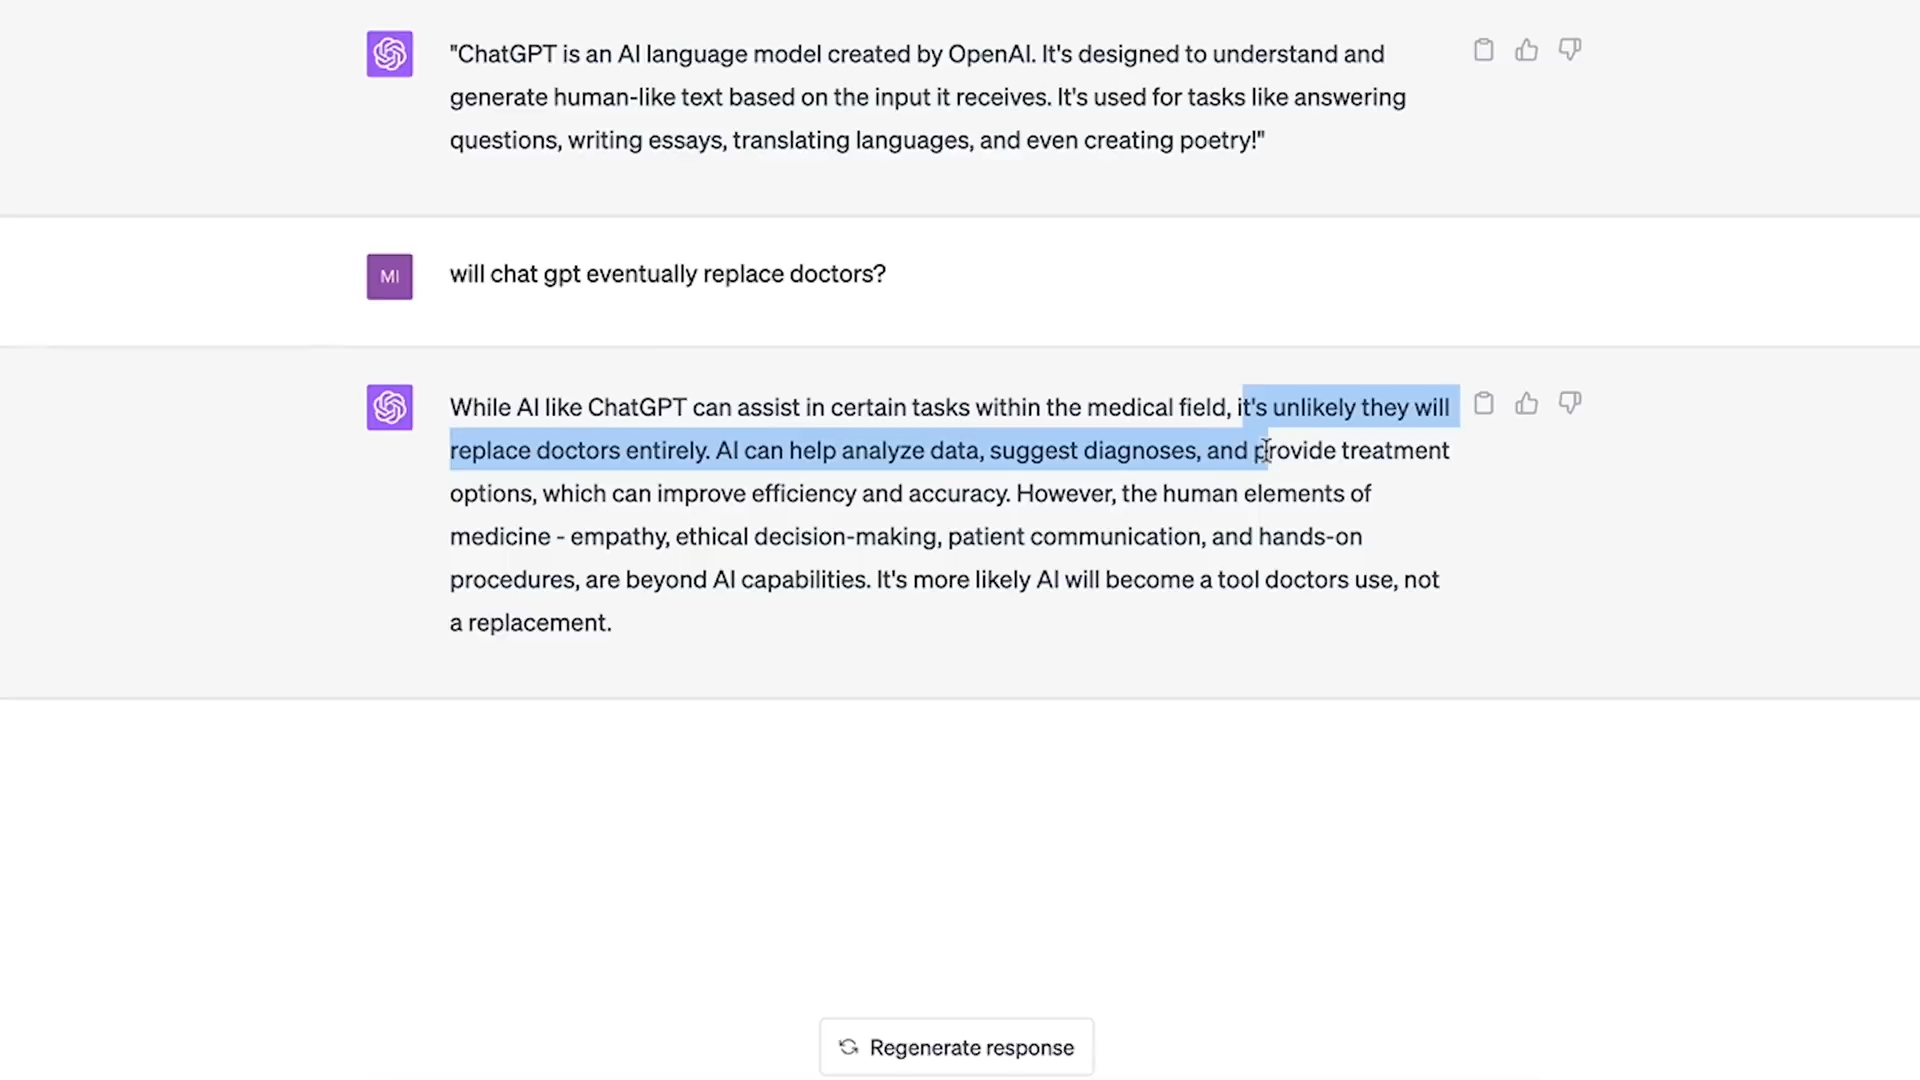 "ChatGPT is an AI language model created by OpenAI. It's designed to understand and
generate human-like text based on the input it receives. It's used for tasks like answering
questions, writing essays, translating languages, and even creating poetry!"
MI
will chat gpt eventually replace doctors?
While AI like ChatGPT can assist in certain tasks within the medical field, it's unlikely they will
replace doctors entirely. AI can help analyze data, suggest diagnoses, and provide treatment
options, which can improve efficiency and accuracy. However, the human elements of
medicine - empathy, ethical decision-making, patient communication, and hands-on
procedures, are beyond AI capabilities. It's more likely AI will become a tool doctors use, not
a replacement.
Regenerate response